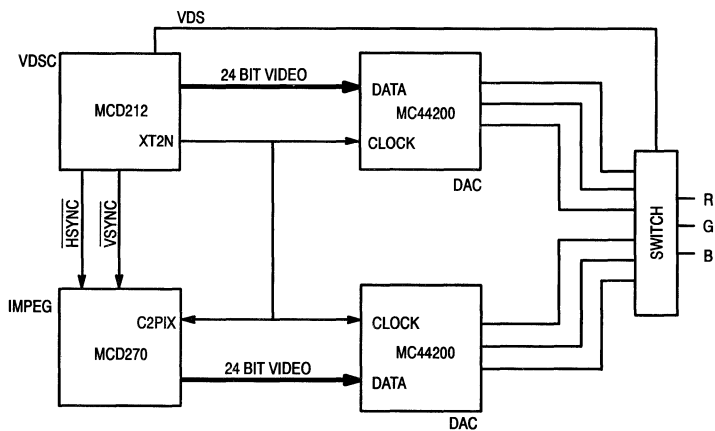 VDS
VDSC
24 BIT VIDEO
DATA
MCD212
MC44200
XT2N
CLOCK
DAC
HSYNC
VSYNC
SWITCH
R
G
B
IMPEG
C2PIX
CLOCK
MCD270
MC44200
24 BIT VIDEO
DATA
DAC